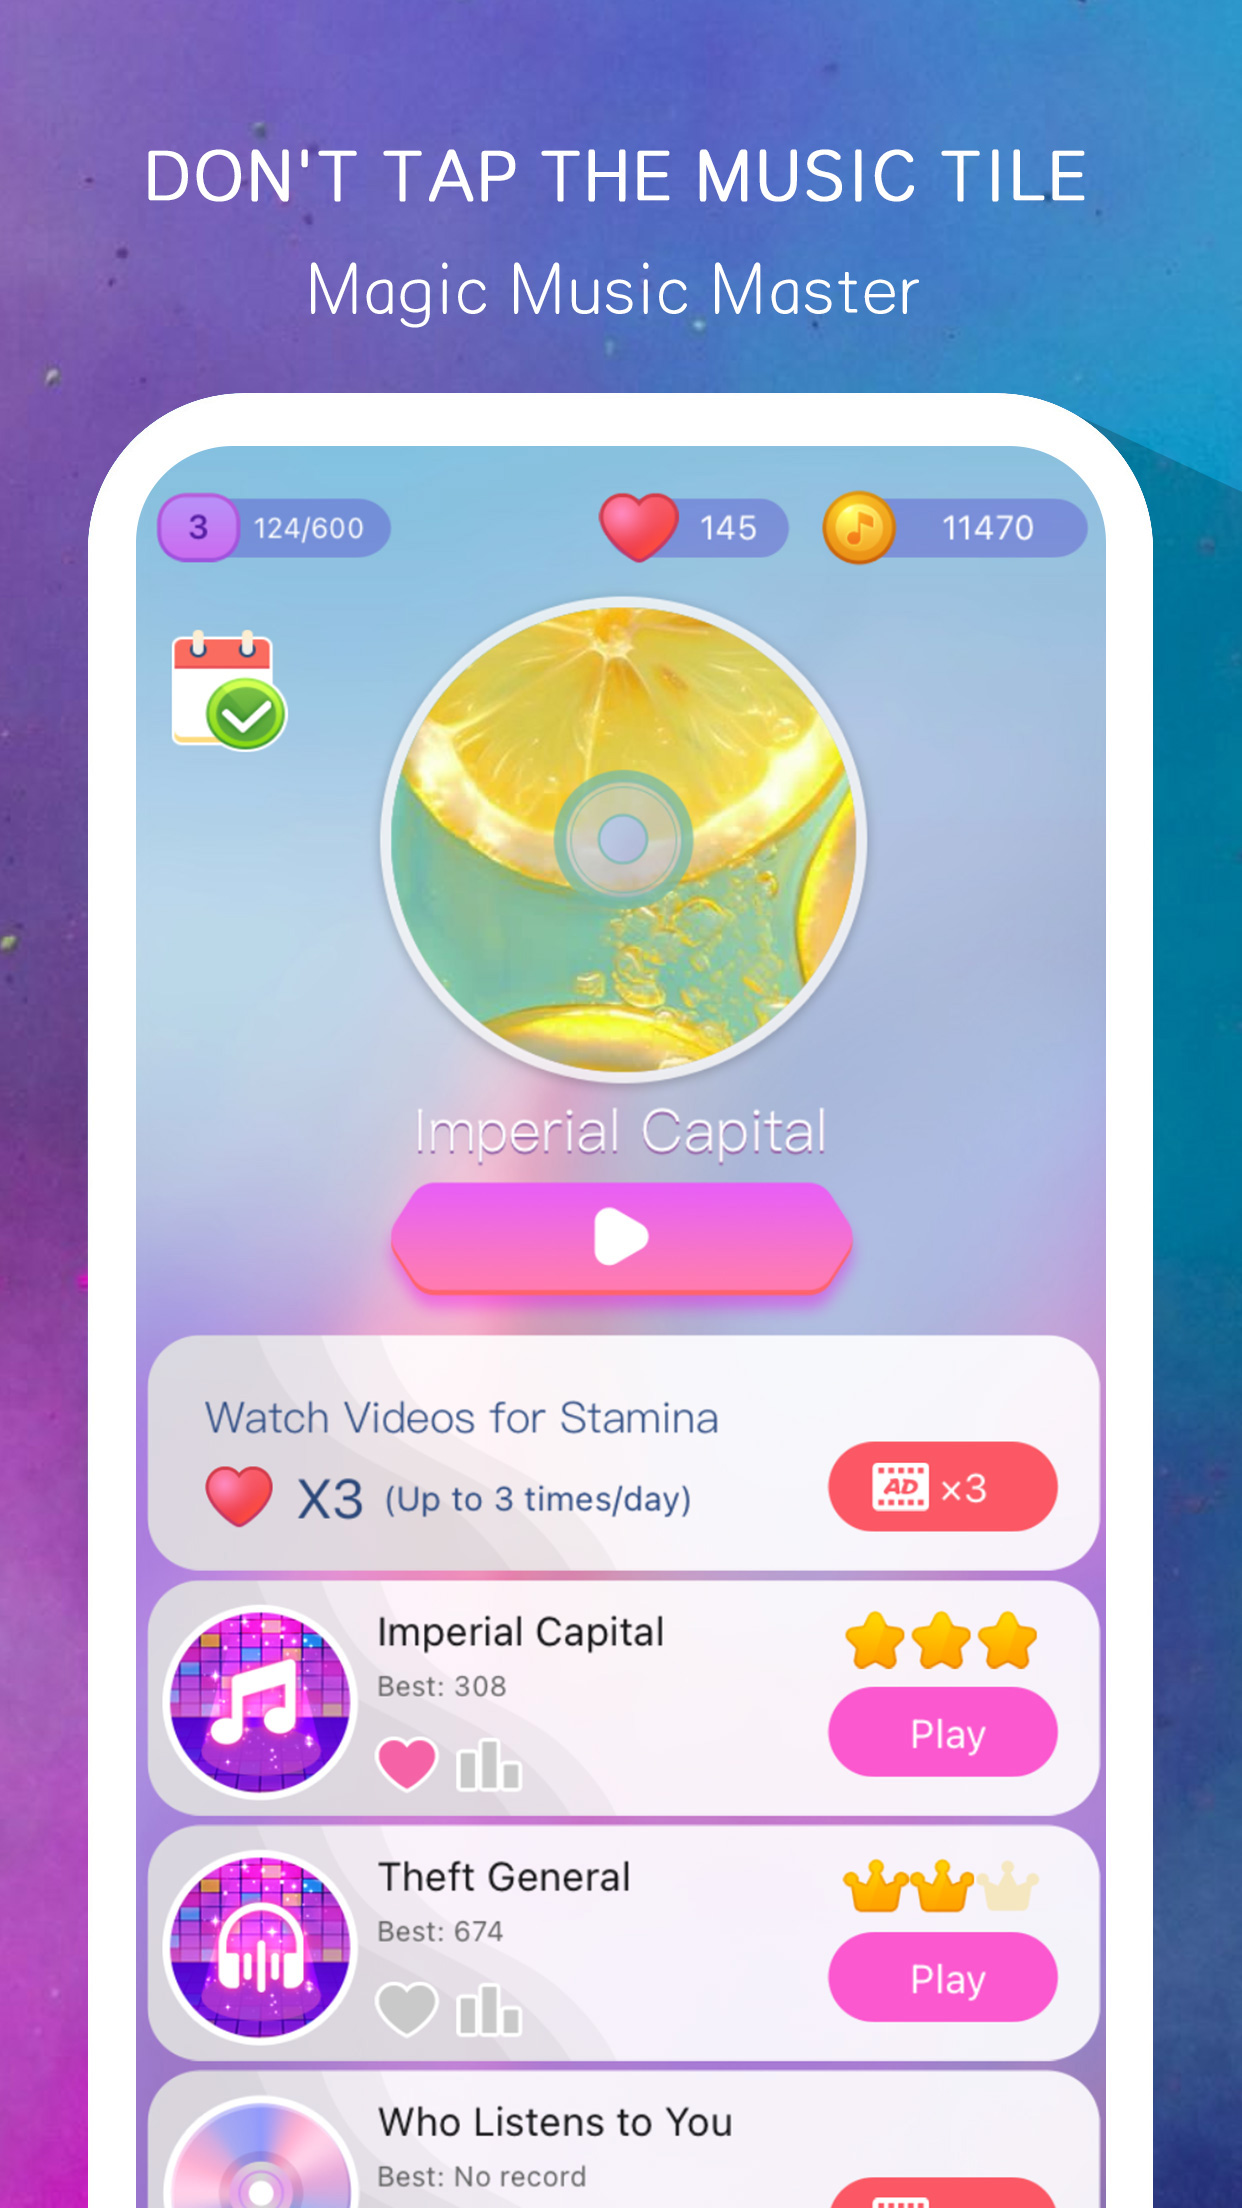 DON'T TAP THE MUSIC TILE
Magic Music Master
3 124/600 145 11470
Imperial Capital
Watch Videos for Stamina
X3 (Up to 3 times/day)
AD ×3
Imperial Capital
Best: 308
Play
Theft General
Best: 674
Play
Who Listens to You
Best: No record